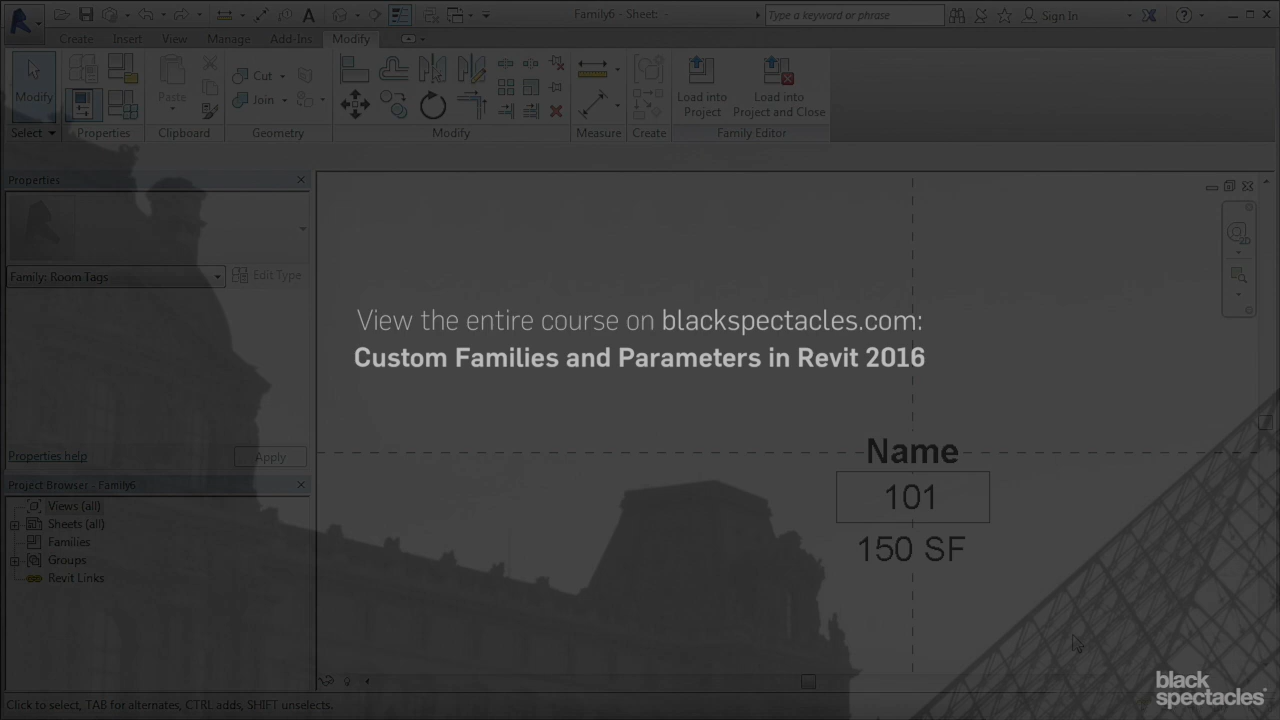 Family6 - Sheet: -
Type a keyword or phrase
Sign In
Create Insert View Manage Add-Ins Modify
Modify
Select
Properties
Paste
Clipboard
Cut
Join
Geometry
Modify
Measure
Create
Load into Project
Load into Project and Close
Family Editor
Properties
Family: Room Tags
Edit Type
Properties help
Apply
Project Browser - Family6
Views (all)
Sheets (all)
Families
Groups
Revit Links
2D
View the entire course on blackspectacles.com:
Custom Families and Parameters in Revit 2016
Name
101
150 SF
Click to select, TAB for alternates, CTRL adds, SHIFT unselects.
black
spectacles